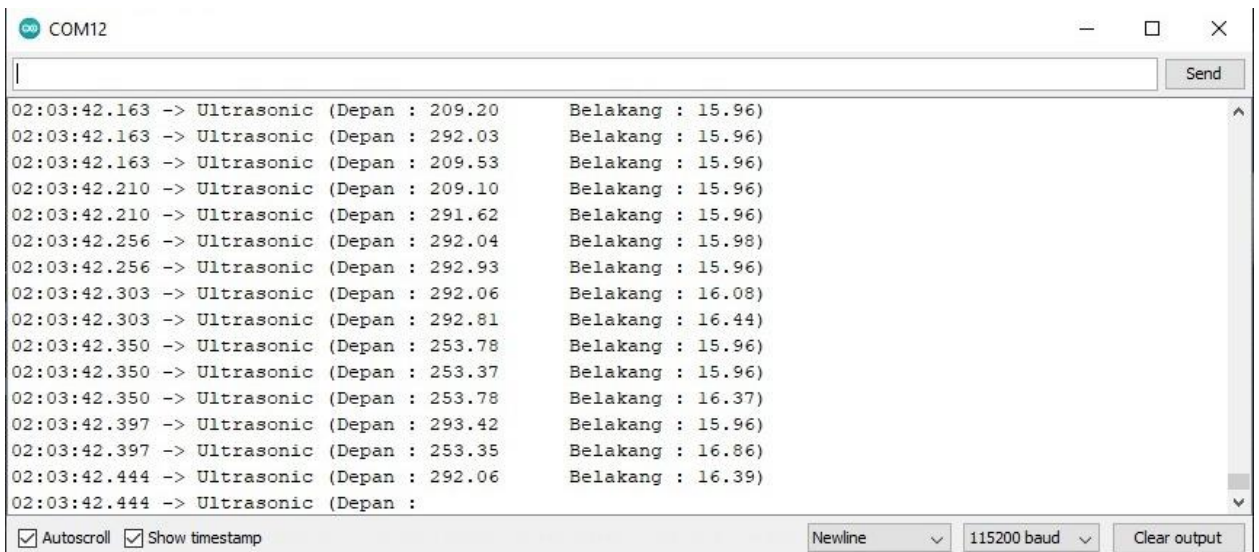 COM12
Send
02:03:42.163 -> Ultrasonic (Depan : 209.20 Belakang : 15.96)
02:03:42.163 -> Ultrasonic (Depan : 292.03 Belakang : 15.96)
02:03:42.163 -> Ultrasonic (Depan : 209.53 Belakang : 15.96)
02:03:42.210 -> Ultrasonic (Depan : 209.10 Belakang : 15.96)
02:03:42.210 -> Ultrasonic (Depan : 291.62 Belakang : 15.96)
02:03:42.256 -> Ultrasonic (Depan : 292.04 Belakang : 15.98)
02:03:42.256 -> Ultrasonic (Depan : 292.93 Belakang : 15.96)
02:03:42.303 -> Ultrasonic (Depan : 292.06 Belakang : 16.08)
02:03:42.303 -> Ultrasonic (Depan : 292.81 Belakang : 16.44)
02:03:42.350 -> Ultrasonic (Depan : 253.78 Belakang : 15.96)
02:03:42.350 -> Ultrasonic (Depan : 253.37 Belakang : 15.96)
02:03:42.350 -> Ultrasonic (Depan : 253.78 Belakang : 16.37)
02:03:42.397 -> Ultrasonic (Depan : 293.42 Belakang : 15.96)
02:03:42.397 -> Ultrasonic (Depan : 253.35 Belakang : 16.86)
02:03:42.444 -> Ultrasonic (Depan : 292.06 Belakang : 16.39)
02:03:42.444 -> Ultrasonic (Depan :
Autoscroll Show timestamp Newline 115200 baud Clear output